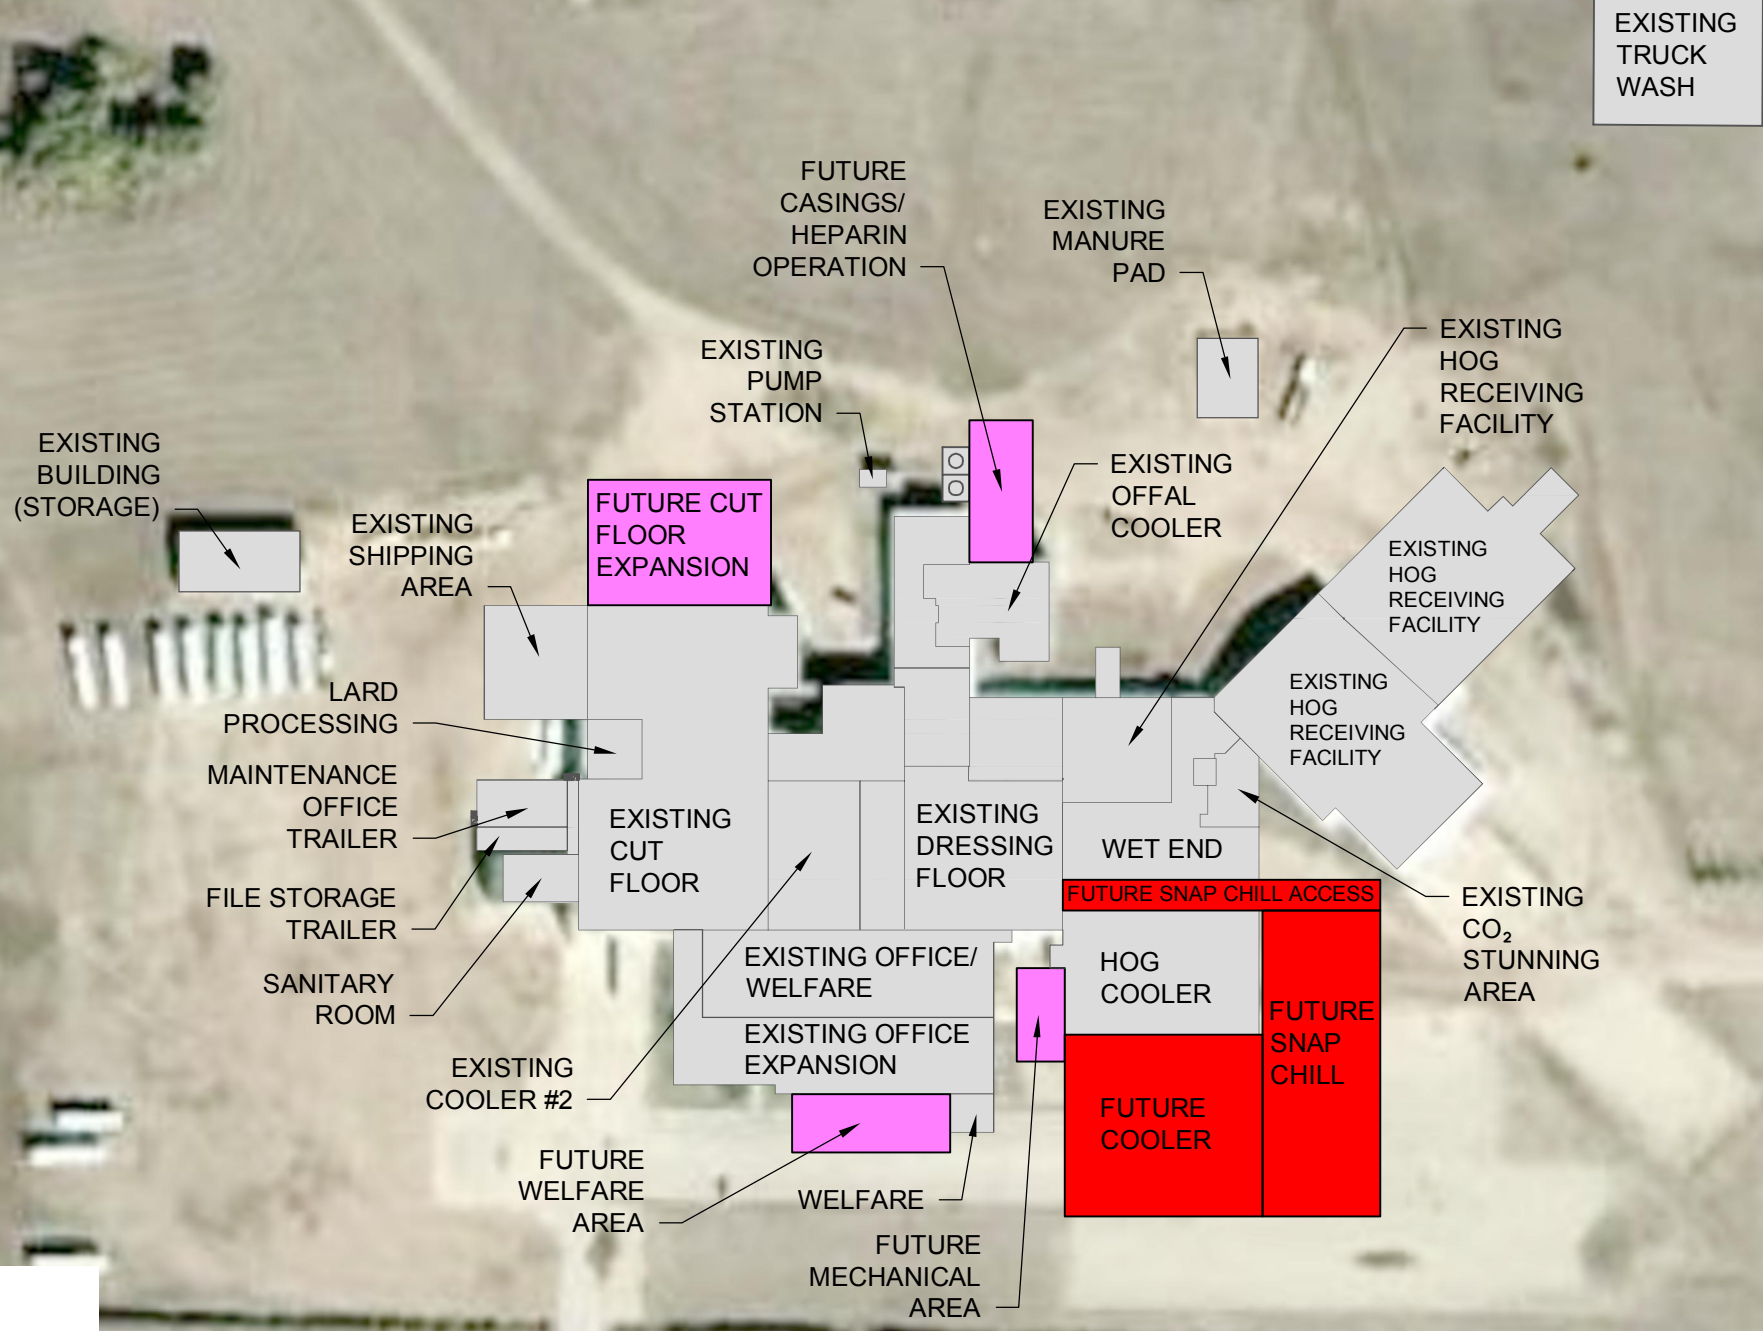 EXISTING
TRUCK
WASH
FUTURE
CASINGS/
HEPARIN
OPERATION
EXISTING
MANURE
PAD
EXISTING
HOG
RECEIVING
FACILITY
EXISTING
PUMP
STATION
EXISTING
BUILDING
(STORAGE)
EXISTING
OFFAL
COOLER
FUTURE CUT
FLOOR
EXPANSION
EXISTING
SHIPPING
AREA
EXISTING
HOG
RECEIVING
FACILITY
EXISTING
HOG
RECEIVING
FACILITY
LARD
PROCESSING
MAINTENANCE
OFFICE
TRAILER
EXISTING
CUT
FLOOR
EXISTING
DRESSING
FLOOR
WET END
FILE STORAGE
TRAILER
FUTURE SNAP CHILL ACCESS
EXISTING
CO₂
STUNNING
AREA
SANITARY
ROOM
EXISTING OFFICE/
WELFARE
HOG
COOLER
FUTURE
SNAP
CHILL
EXISTING OFFICE
EXPANSION
EXISTING
COOLER #2
FUTURE
COOLER
FUTURE
WELFARE
AREA
WELFARE
FUTURE
MECHANICAL
AREA